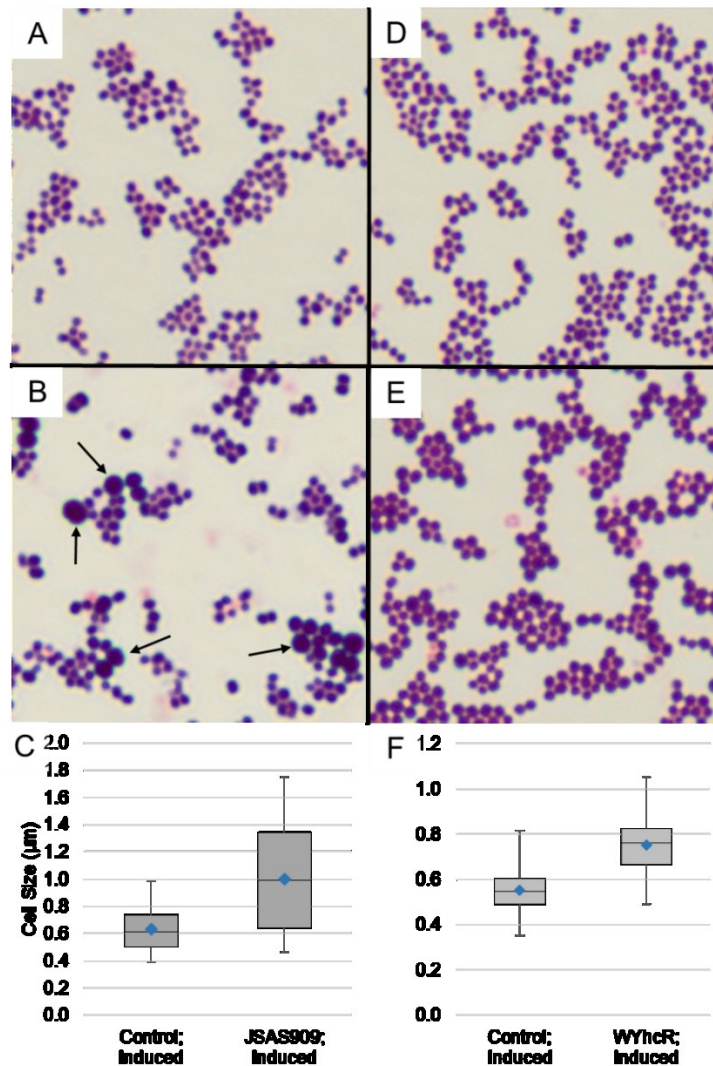 A
D
B
E
C
2.0
1.8
1.6
1.4
1.2
1.0
0.8
0.6
0.4
0.2
0.0
Cell Size (µm)
Control;
Induced
JSAS909;
Induced
F
1.2
1.0
0.8
0.6
0.4
0.2
0.0
Control;
Induced
WYhcR;
Induced